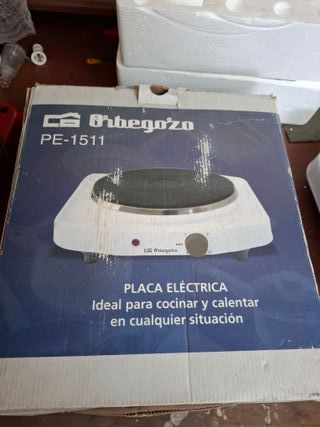 Orbegozo
PE-1511
Orbegozo
PLACA ELÉCTRICA
Ideal para cocinar y calentar
en cualquier situación